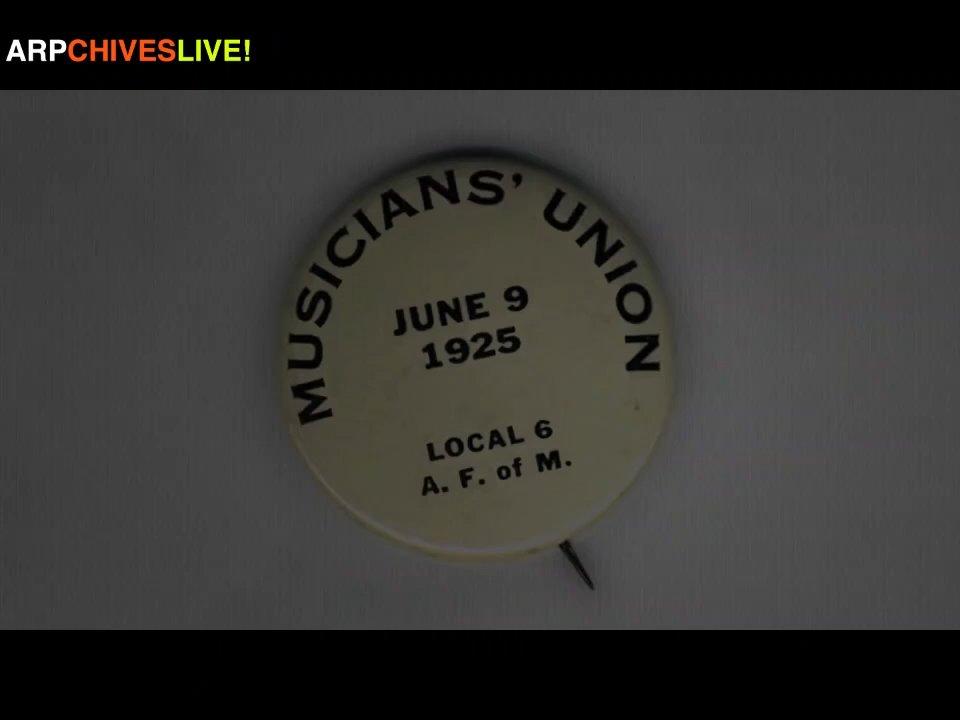 ARPCHIVESLIVE!
MUSICIANS' UNION
JUNE 9
1925
LOCAL 6
A. F. of M.